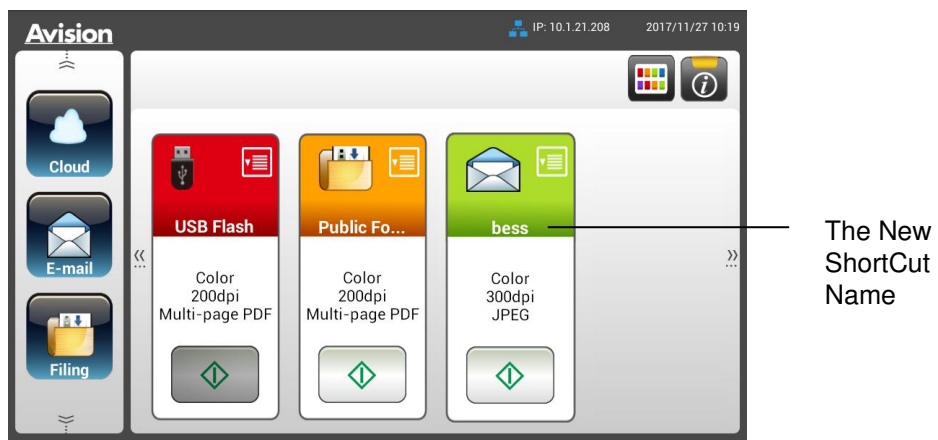 Avision
IP: 10.1.21.208
2017/11/27 10:19
Cloud
E-mail
Filing
USB Flash
Color
200dpi
Multi-page PDF
Public Fo...
Color
200dpi
Multi-page PDF
bess
Color
300dpi
JPEG
The New
ShortCut
Name